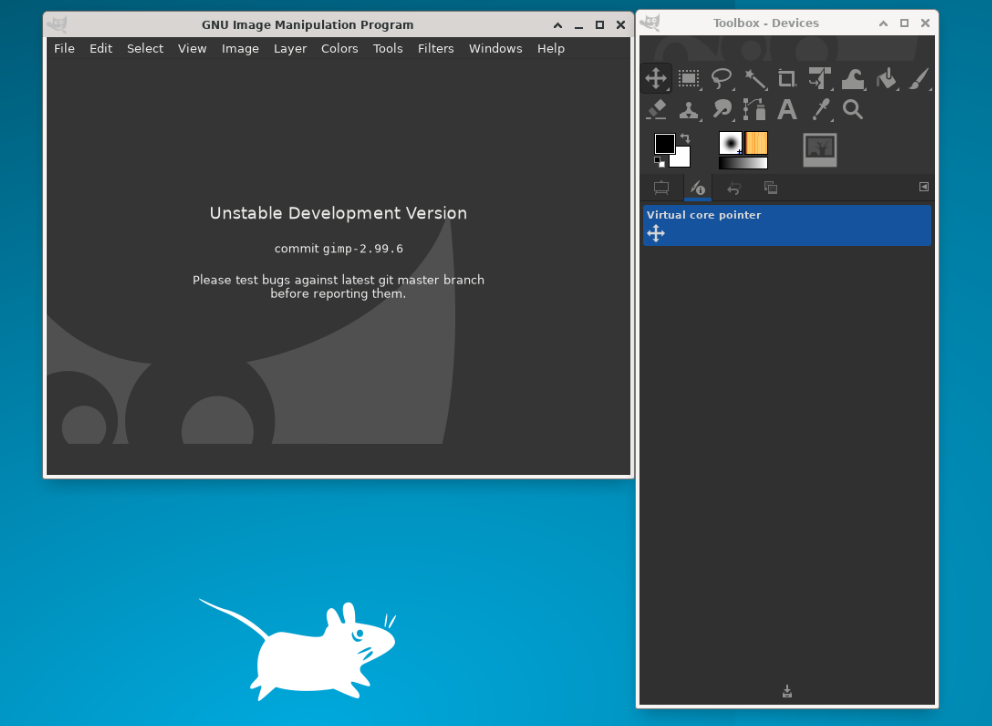 GNU Image Manipulation Program
File Edit Select View Image Layer Colors Tools Filters Windows Help
Unstable Development Version
commit gimp-2.99.6
Please test bugs against latest git master branch
before reporting them.
Toolbox - Devices
Virtual core pointer